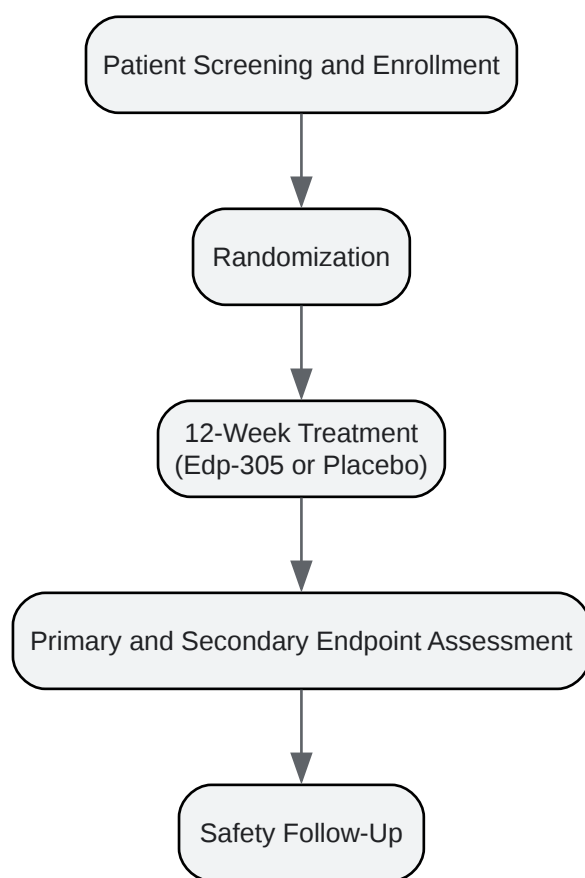 Patient Screening and Enrollment
Randomization
12-Week Treatment
(Edp-305 or Placebo)
Primary and Secondary Endpoint Assessment
Safety Follow-Up